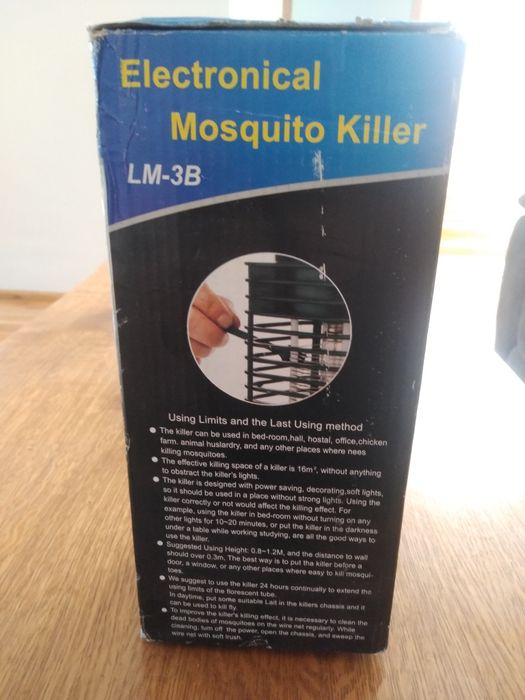 Electronical
Mosquito Killer
LM-3B
Using Limits and the Last Using method
The killer can be used in bed-room,hall, hostal, office,chicken
farm. animal huslardry, and any other places where nees
killing mosquitoes.
The effective killing space of a killer is 16m², without anything
to obstract the killer's lights.
The killer is designed with power saving, decorating,soft lights,
so it should be used in a place without strong lights. Using the
killer correctly or not would affect the killing effect. For
example, using the killer in bed-room without turning on any
other lights for 10~20 minutes, or put the killer in the darkness
under a table while working studying, are all the good ways to
use the killer.
Suggested Using Height: 0.8~1.2M, and the distance to wall
should over 0.3m. The best way is to put the killer before a
door, a window, or any other places where easy to kill mosqui-
toes.
We suggest to use the killer 24 hours continually to extend the
using limits of the florescent tube.
In daytime, put some suitable Lait in the killers chassis and it
can be used to kill fly.
To improve the killer's killing effect, it is necessary to clean the
dead bodies of mosquitoes on the wire net regularly. While
cleaning, turn off the power, open the chassis, and sweep the
wire net with soft lrush.